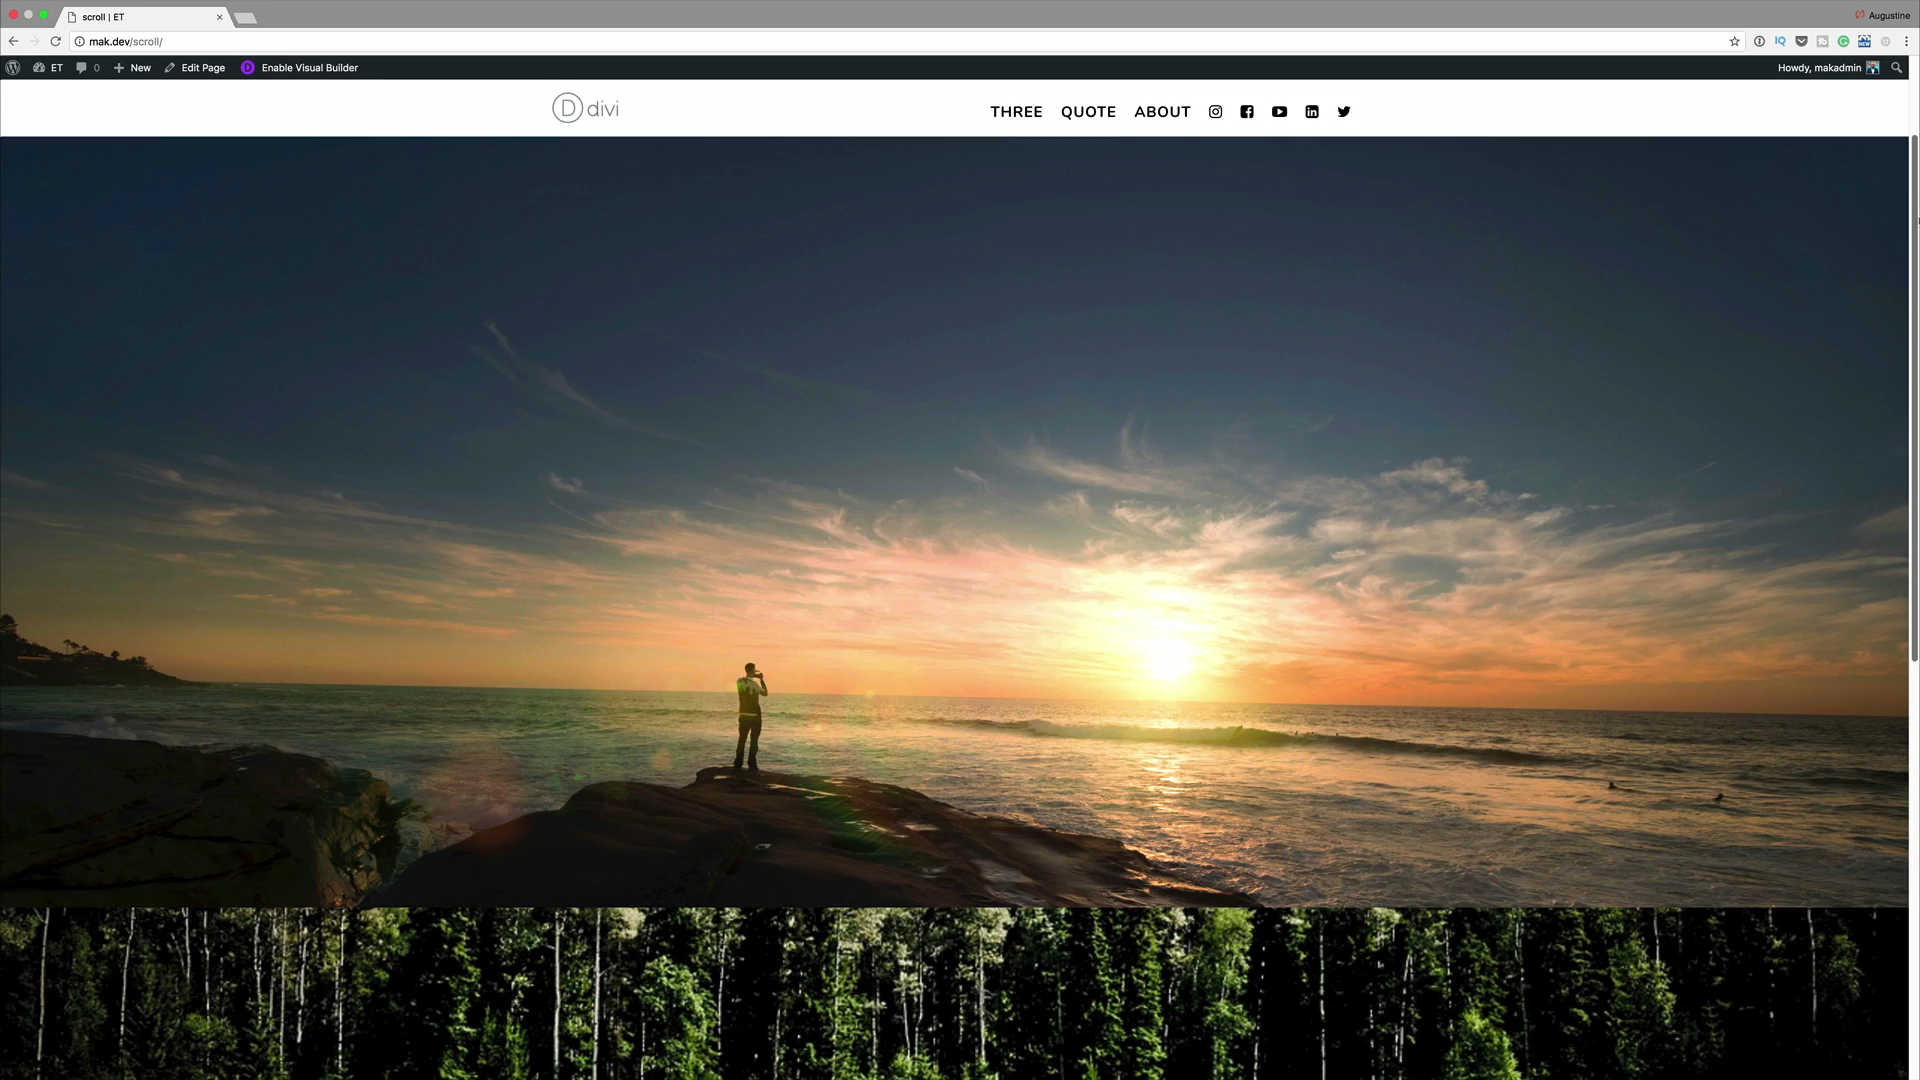 scroll | ET
Augustine
mak.dev/scroll/
IQ
ET 0 New Edit Page D Enable Visual Builder
Howdy, makadmin
D divi
THREE QUOTE ABOUT